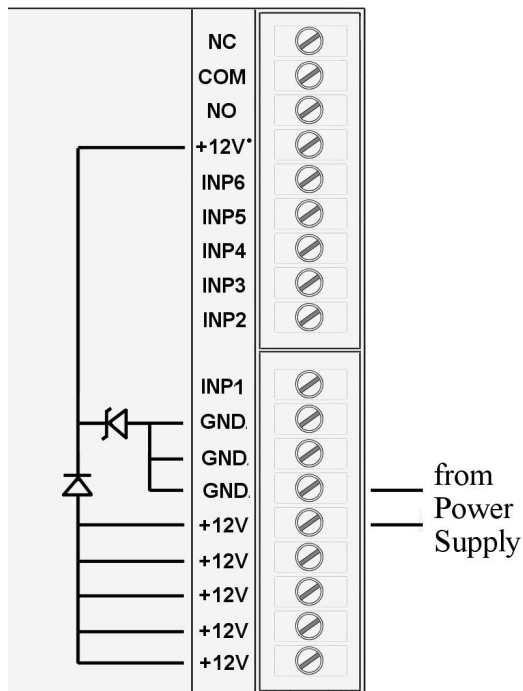 NC
COM
NO
+12V*
INP6
INP5
INP4
INP3
INP2
INP1
GND
GND
GND
+12V
+12V
+12V
+12V
+12V
from
Power
Supply